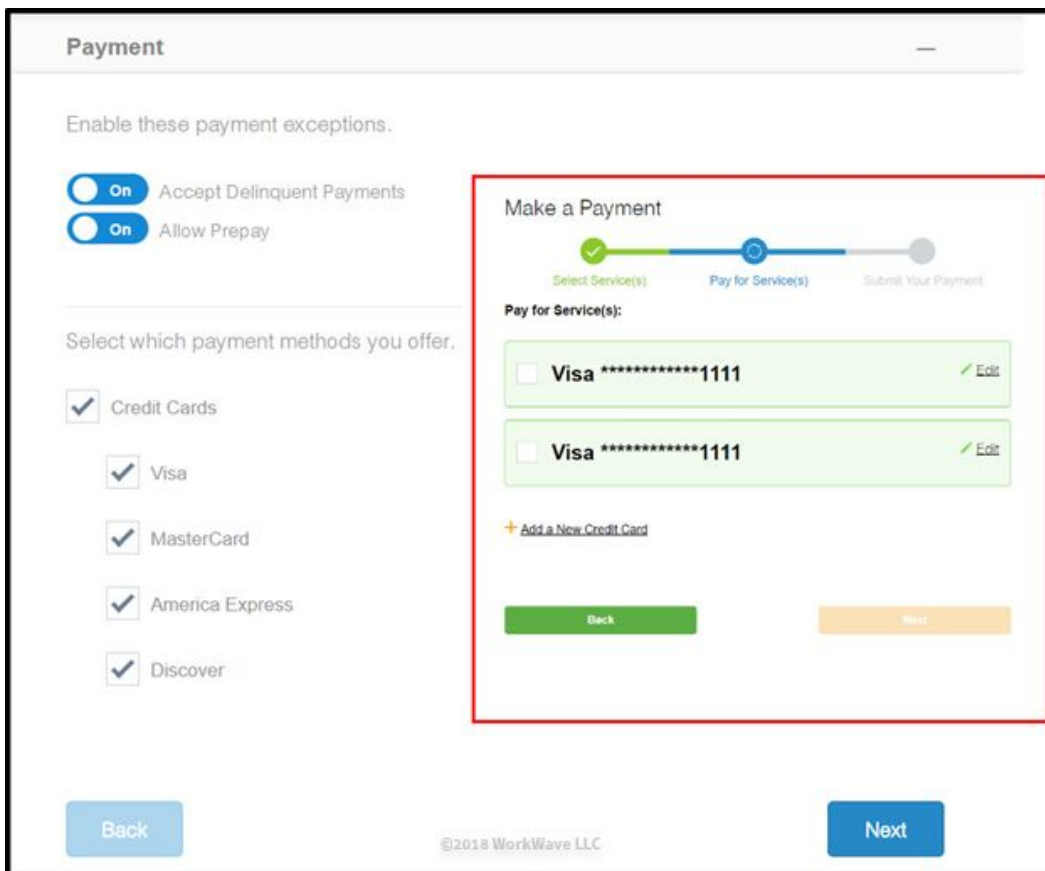 Payment
Enable these payment exceptions.
On Accept Delinquent Payments
On Allow Prepay
Select which payment methods you offer.
Credit Cards
Visa
MasterCard
America Express
Discover
Make a Payment
Select Service(s) Pay for Service(s) Submit Your Payment
Pay for Service(s):
Visa ************1111 Edit
Visa ************1111 Edit
+ Add a New Credit Card
Back Next
Back Next
©2018 WorkWave LLC